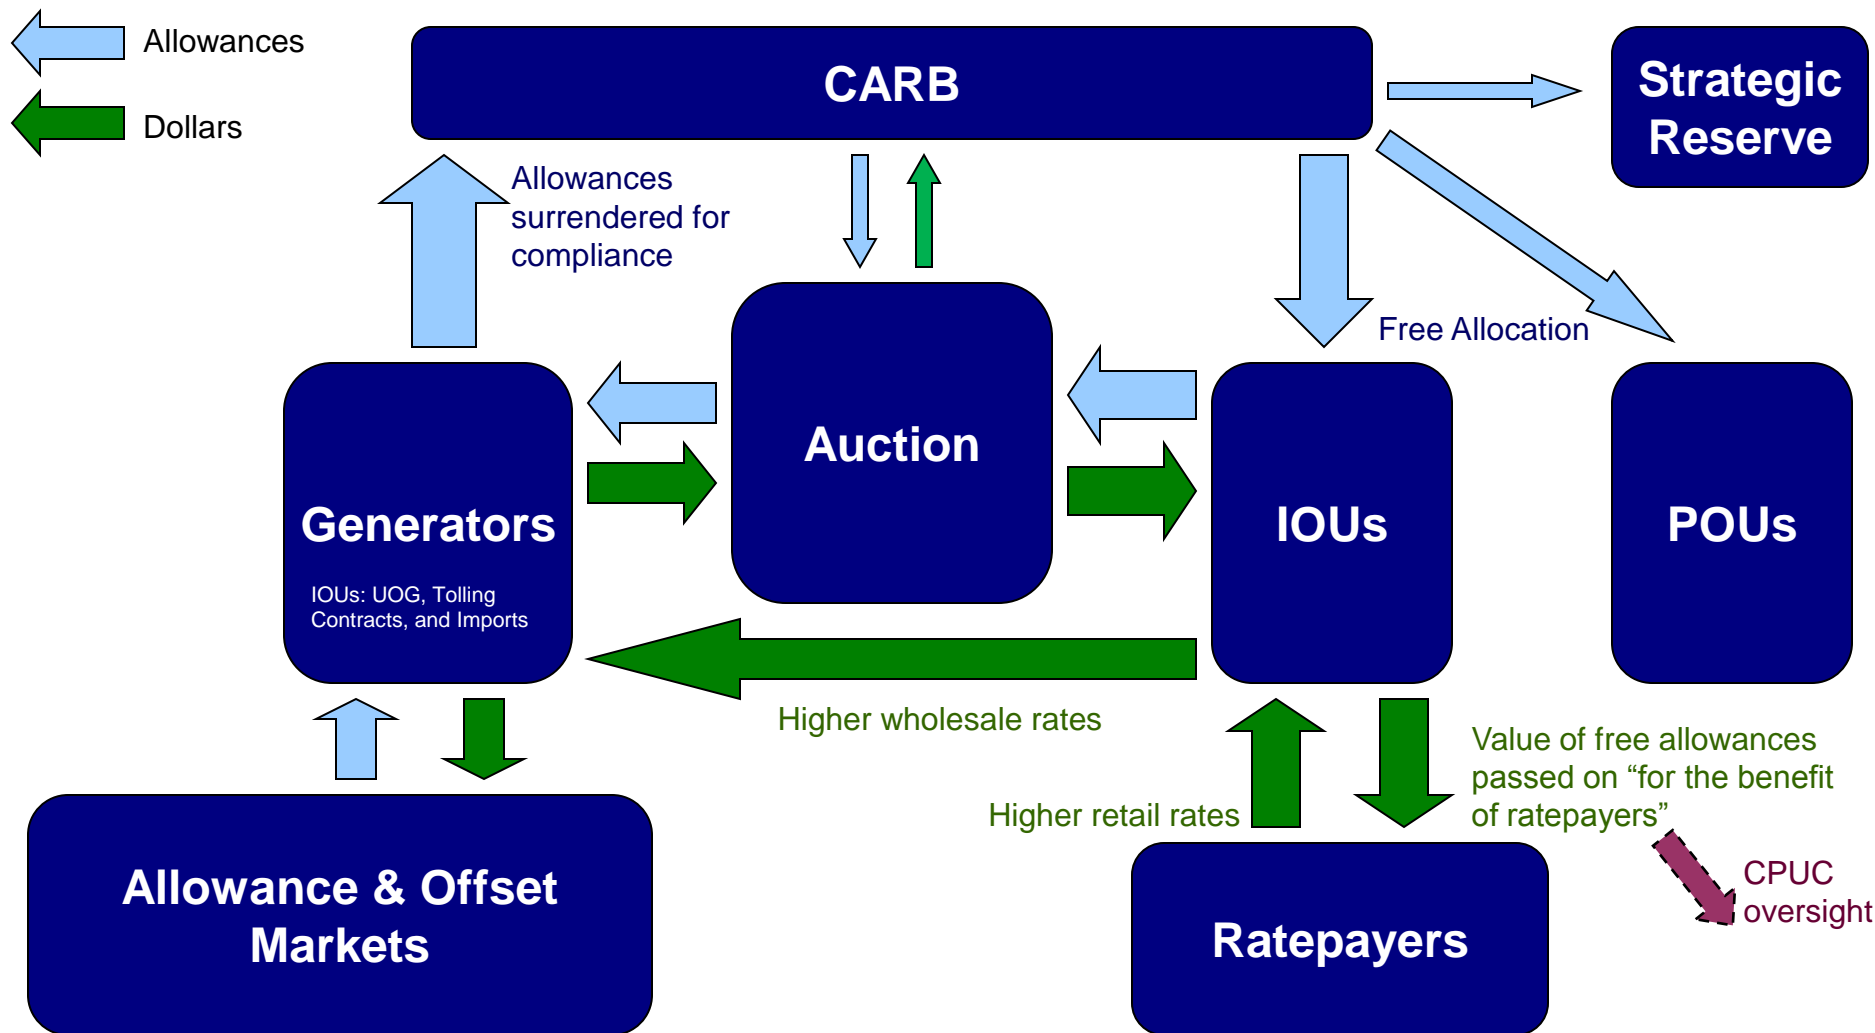 Allowances
Dollars
CARB
Strategic
Reserve
Allowances
surrendered for
compliance
Free Allocation
Auction
Generators
IOUs: UOG, Tolling
Contracts, and Imports
IOUs
POUs
Higher wholesale rates
Higher retail rates
Value of free allowances
passed on “for the benefit
of ratepayers”
CPUC
oversight
Allowance & Offset
Markets
Ratepayers